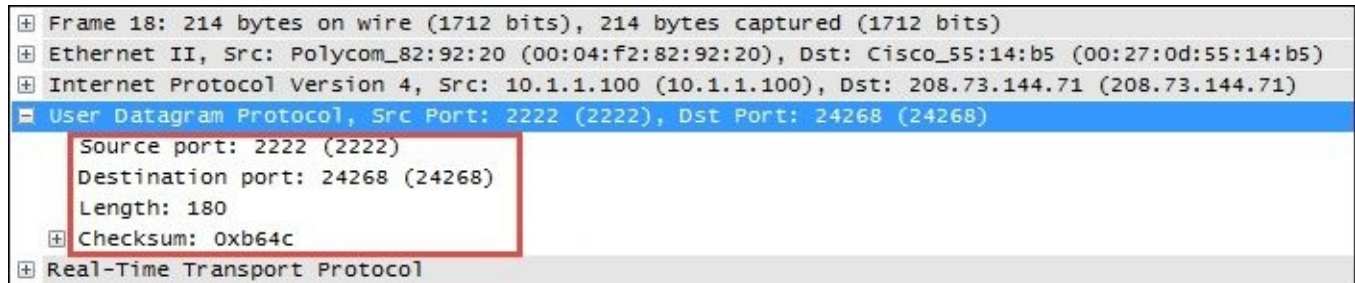 Frame 18: 214 bytes on wire (1712 bits), 214 bytes captured (1712 bits)
Ethernet II, Src: Polycom_82:92:20 (00:04:f2:82:92:20), Dst: Cisco_55:14:b5 (00:27:0d:55:14:b5)
Internet Protocol Version 4, Src: 10.1.1.100 (10.1.1.100), Dst: 208.73.144.71 (208.73.144.71)
User Datagram Protocol, Src Port: 2222 (2222), Dst Port: 24268 (24268)
Source port: 2222 (2222)
Destination port: 24268 (24268)
Length: 180
Checksum: 0xb64c
Real-Time Transport Protocol